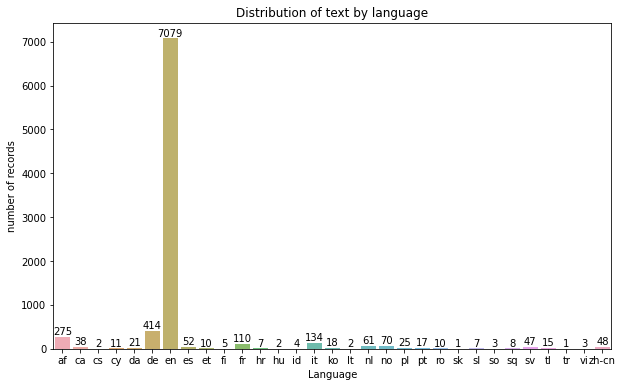 Distribution of text by language
number of records
7000
6000
5000
4000
3000
2000
1000
0
275 38 2 11 21 414 7079 52 10 5 110 7 2 4 134 18 2 61 70 25 17 10 1 7 3 8 47 15 1 3 48
af ca cs cy da de en es et fi fr hr hu id it ko lt nl no pl pt ro sk sl so sq sv tl tr vi zh-cn
Language